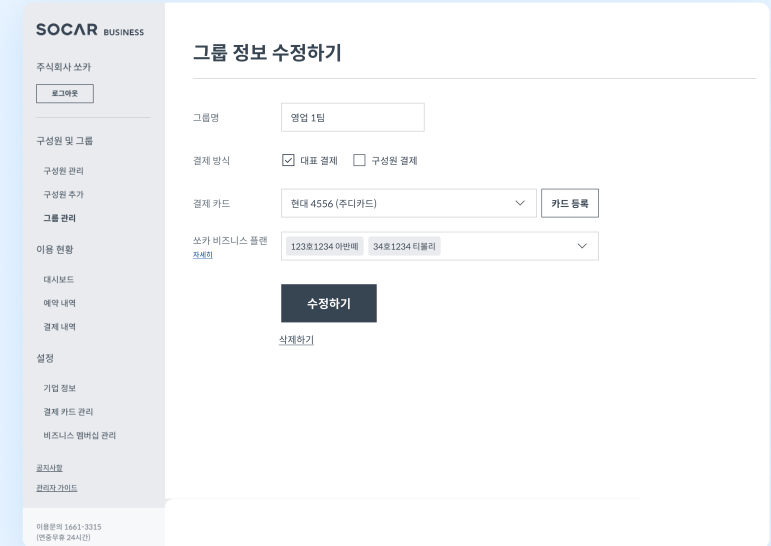 SOCAR BUSINESS
주식회사 쏘카
로그아웃
구성원 및 그룹
구성원 관리
구성원 추가
그룹 관리
이용 현황
대시보드
예약 내역
결제 내역
설정
기업 정보
결제 카드 관리
비즈니스 멤버십 관리
공지사항
관리자 가이드
이용문의 1661-3315
(연중무휴 24시간)
그룹 정보 수정하기
그룹명 영업 1팀
결제 방식 대표 결제 구성원 결제
결제 카드 현대 4556 (주디카드) 카드 등록
쏘카 비즈니스 플랜 123호1234 아반떼 34호1234 티볼리
자세히
수정하기
삭제하기